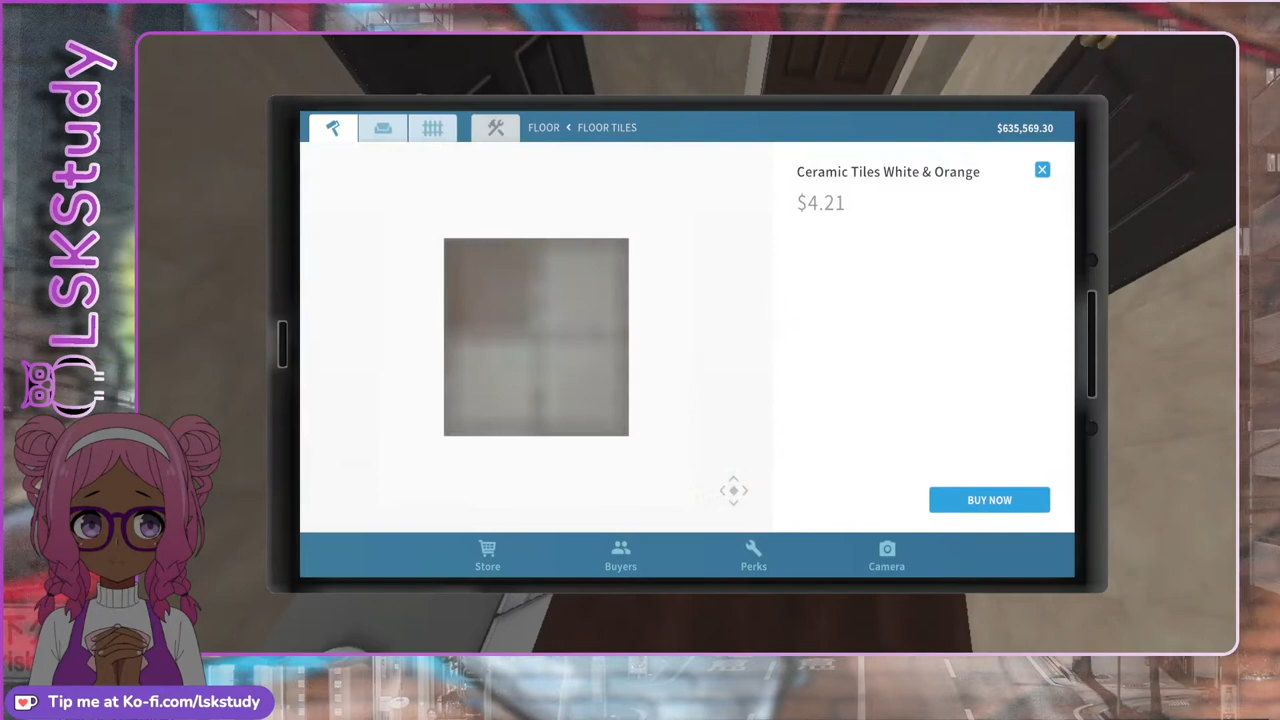 LSKStudy
FLOOR < FLOOR TILES
$635,569.30
Ceramic Tiles White & Orange
$4.21
BUY NOW
Store
Buyers
Perks
Camera
Tip me at Ko-fi.com/lskstudy